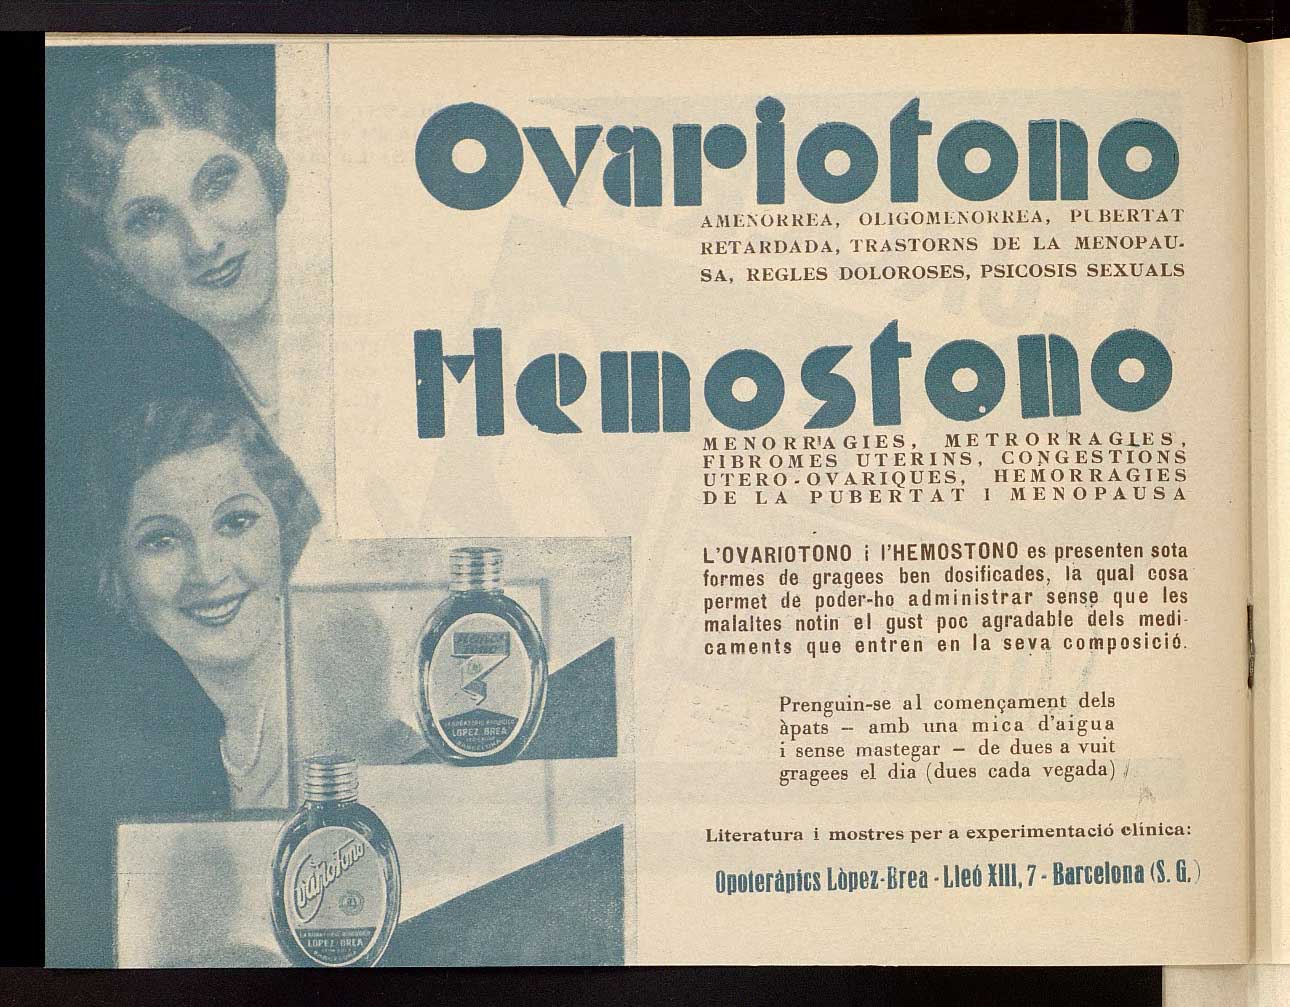 Ovariotono
AMENORREA, OLIGOMENORREA, PUBERTAT
RETARDADA, TRASTORNS DE LA MENOPAU-
SA, REGLES DOLOROSES, PSICOSIS SEXUALS
Hemostono
MENORRAGIES, METRORRAGIES,
FIBROMES UTERINS, CONGESTIONS
UTERO-OVARIQUES, HEMORRAGIES
DE LA PUBERTAT I MENOPAUSA
L'OVARIOTONO i l'HEMOSTONO es presenten sota
formes de gragees ben dosificades, la qual cosa
permet de poder-ho administrar sense que les
malaltes notin el gust poc agradable dels medi-
caments que entren en la seva composició.
Prenguin-se al començament dels
àpats — amb una mica d'aigua
i sense mastegar — de dues a vuit
gragees el dia (dues cada vegada)
Literatura i mostres per a experimentació clínica:
Opoteràpics Lòpez-Brea - Lleó XIII, 7 - Barcelona (S. G.)
HEMOS
TONO
LOPEZ BREA
BARCELONA
Ovariotono
LOPEZ BREA
BARCELONA